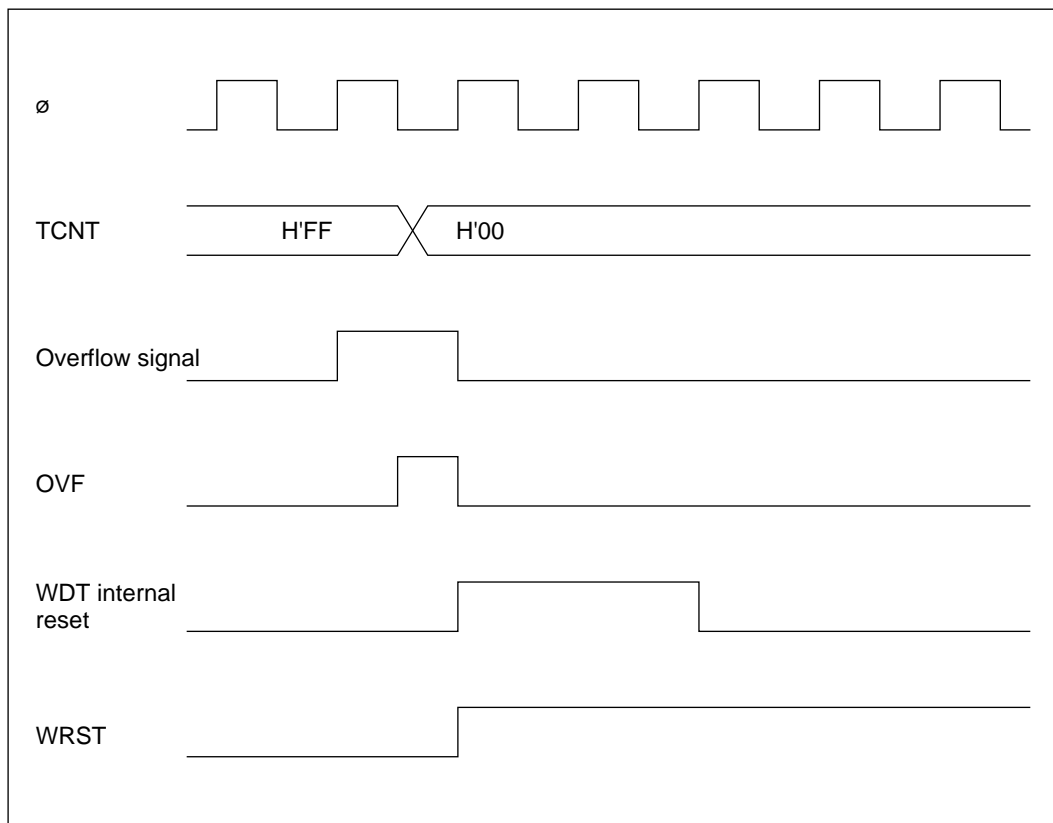 ø
TCNT H'FF H'00
Overflow signal
OVF
WDT internal
reset
WRST